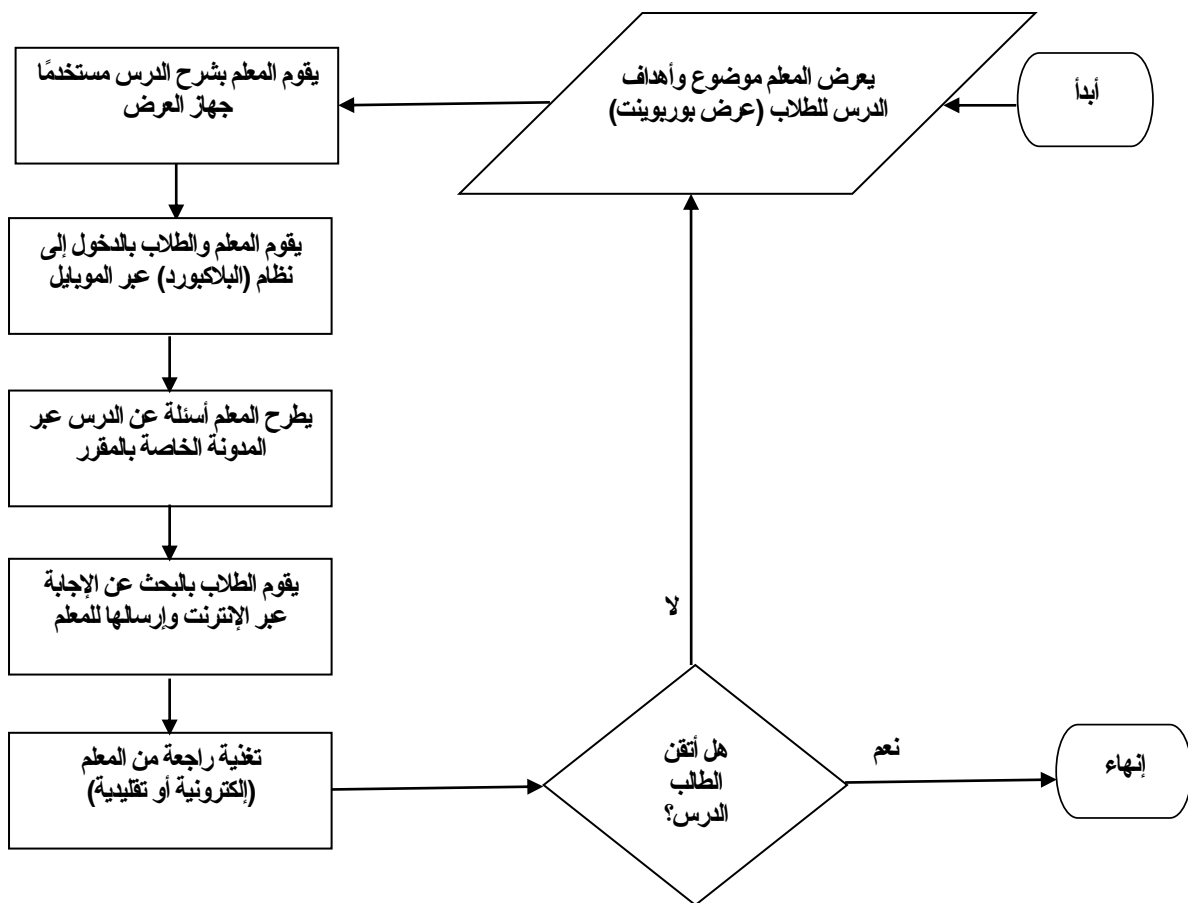 أبدأ
يعرض المعلم موضوع وأهداف
الدرس للطلاب (عرض بوربوينت)
يقوم المعلم بشرح الدرس مستخدمًا
جهاز العرض
يقوم المعلم والطلاب بالدخول إلى
نظام (البلاكبورد) عبر الموبايل
يطرح المعلم أسئلة عن الدرس عبر
المدونة الخاصة بالمقرر
يقوم الطلاب بالبحث عن الإجابة
عبر الإنترنت وإرسالها للمعلم
تغذية راجعة من المعلم
(إلكترونية أو تقليدية)
هل أتقن
الطالب
الدرس؟
لا
نعم
إنهاء